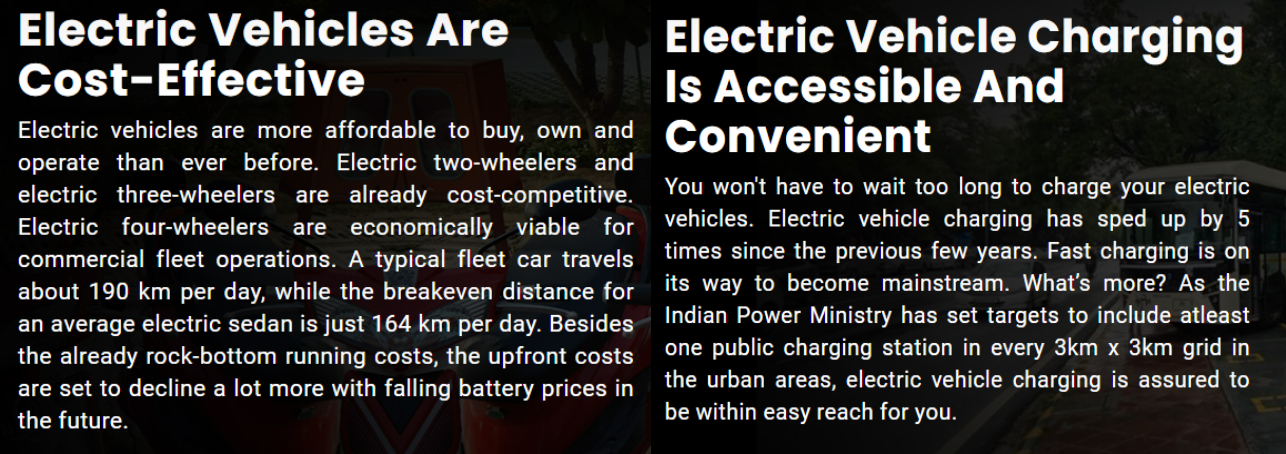 Electric Vehicles Are
Cost-Effective
Electric vehicles are more affordable to buy, own and
operate than ever before. Electric two-wheelers and
electric three-wheelers are already cost-competitive.
Electric four-wheelers are economically viable for
commercial fleet operations. A typical fleet car travels
about 190 km per day, while the breakeven distance for
an average electric sedan is just 164 km per day. Besides
the already rock-bottom running costs, the upfront costs
are set to decline a lot more with falling battery prices in
the future.
Electric Vehicle Charging
Is Accessible And
Convenient
You won't have to wait too long to charge your electric
vehicles. Electric vehicle charging has sped up by 5
times since the previous few years. Fast charging is on
its way to become mainstream. What’s more? As the
Indian Power Ministry has set targets to include atleast
one public charging station in every 3km x 3km grid in
the urban areas, electric vehicle charging is assured to
be within easy reach for you.